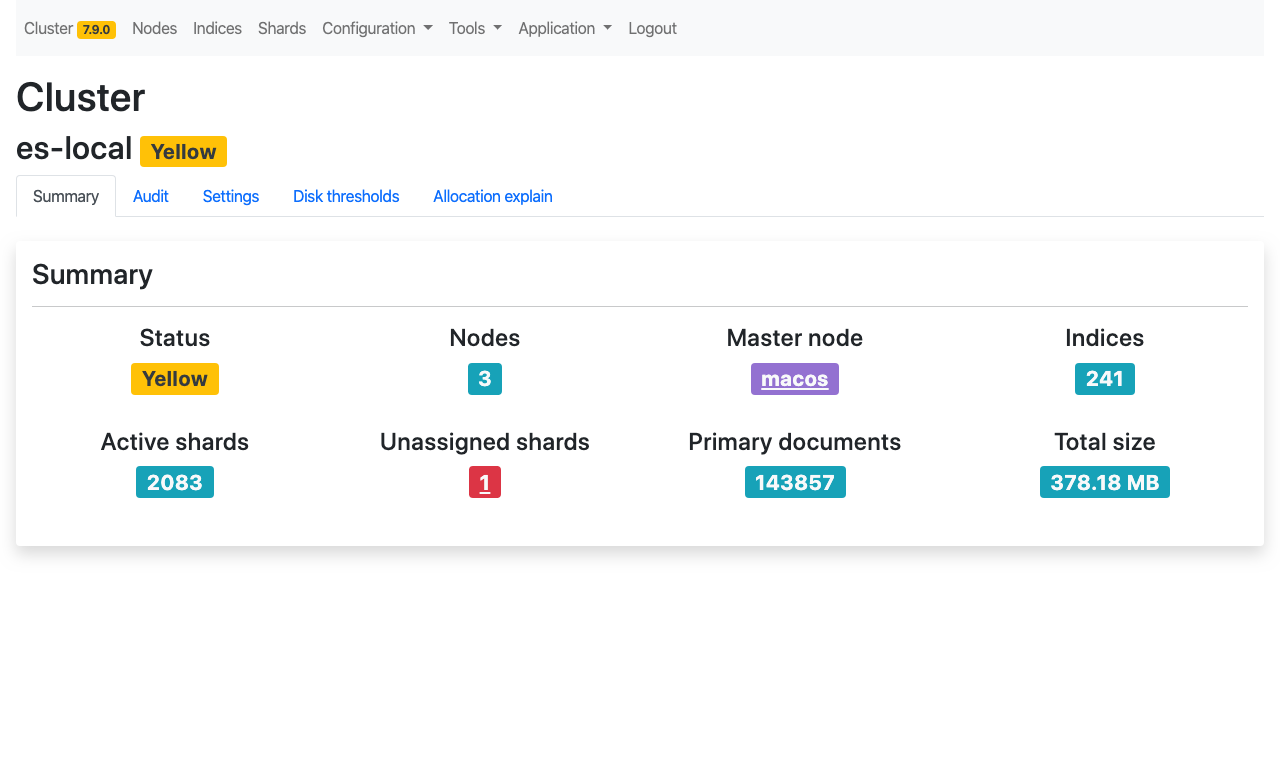 Cluster 7.9.0 Nodes Indices Shards Configuration Tools Application Logout
Cluster
es-local Yellow
Summary Audit Settings Disk thresholds Allocation explain
Summary
Status Nodes Master node Indices
Yellow 3 macos 241
Active shards Unassigned shards Primary documents Total size
2083 1 143857 378.18 MB